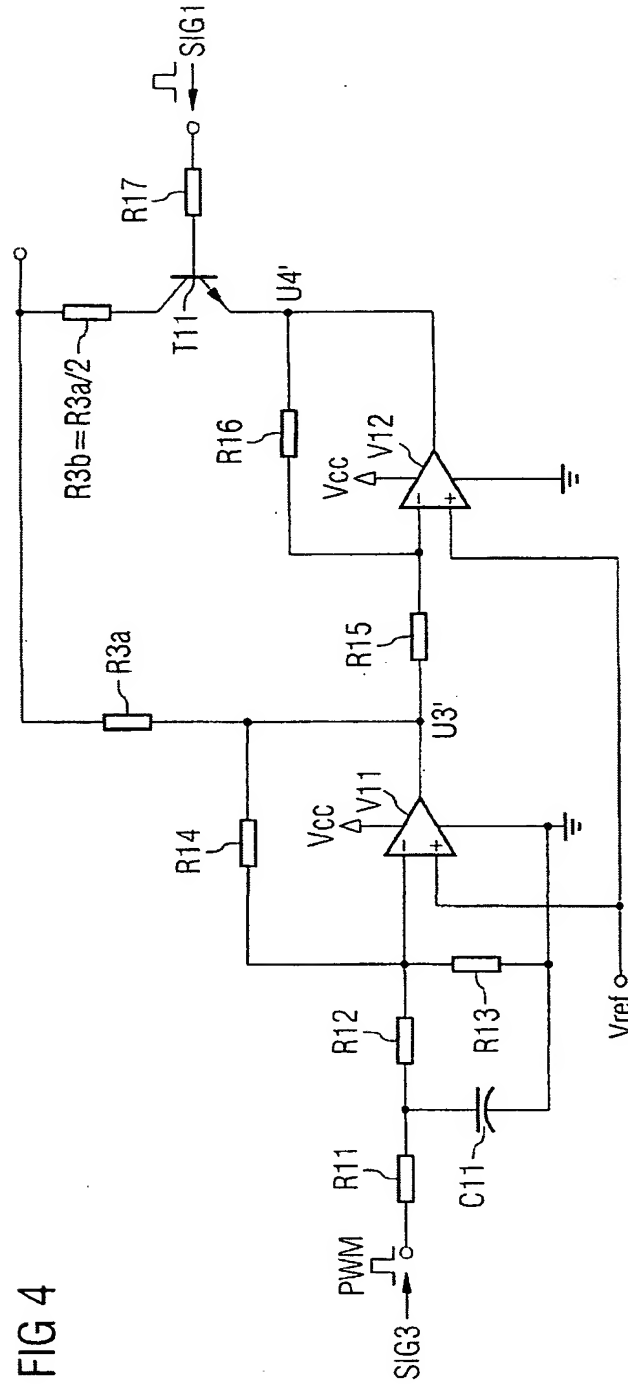 FIG 4
SIG1
R17
R3b=R3a/2
T11
U4'
R16
Vcc
V12
R3a
R15
U3'
R14
Vcc
V11
R12
R13
R11
C11
PWM
SIG3
Vref
-
+
-
+